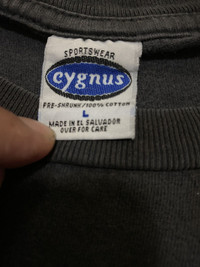 SPORTSWEAR
cygnus
PRE-SHRUNK/100% COTTON
L
MADE IN EL SALVADOR
OVER FOR CARE